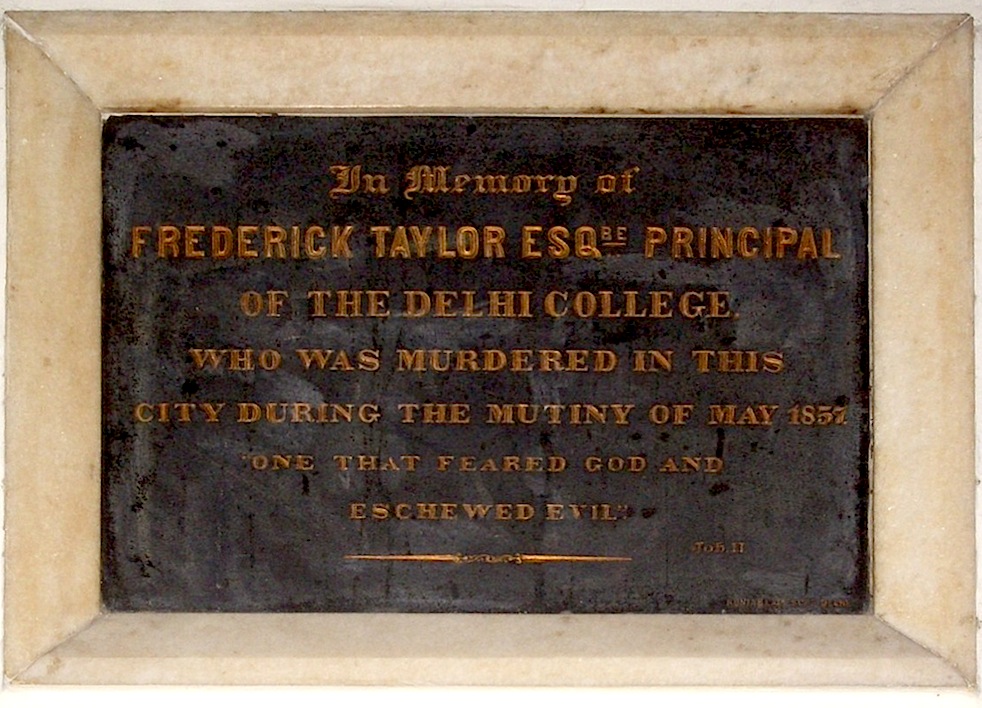 In Memory of
FREDERICK TAYLOR ESQRE PRINCIPAL
OF THE DELHI COLLEGE.
WHO WAS MURDERED IN THIS
CITY DURING THE MUTINY OF MAY 1857
"ONE THAT FEARED GOD AND
ESCHEWED EVIL"
Job II